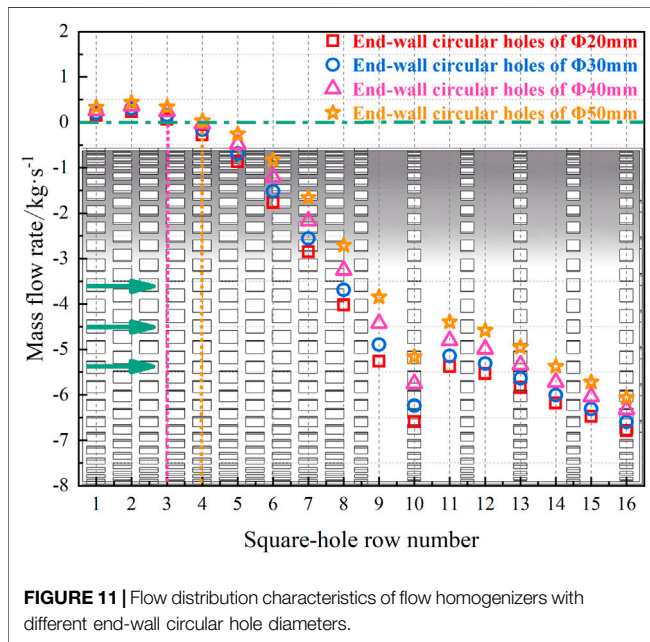 2
1
0
-1
-2
-3
-4
-5
-6
-7
-8
Mass flow rate/kg·s⁻¹
End-wall circular holes of Φ20mm
End-wall circular holes of Φ30mm
End-wall circular holes of Φ40mm
End-wall circular holes of Φ50mm
1 2 3 4 5 6 7 8 9 10 11 12 13 14 15 16
Square-hole row number
FIGURE 11 | Flow distribution characteristics of flow homogenizers with
different end-wall circular hole diameters.